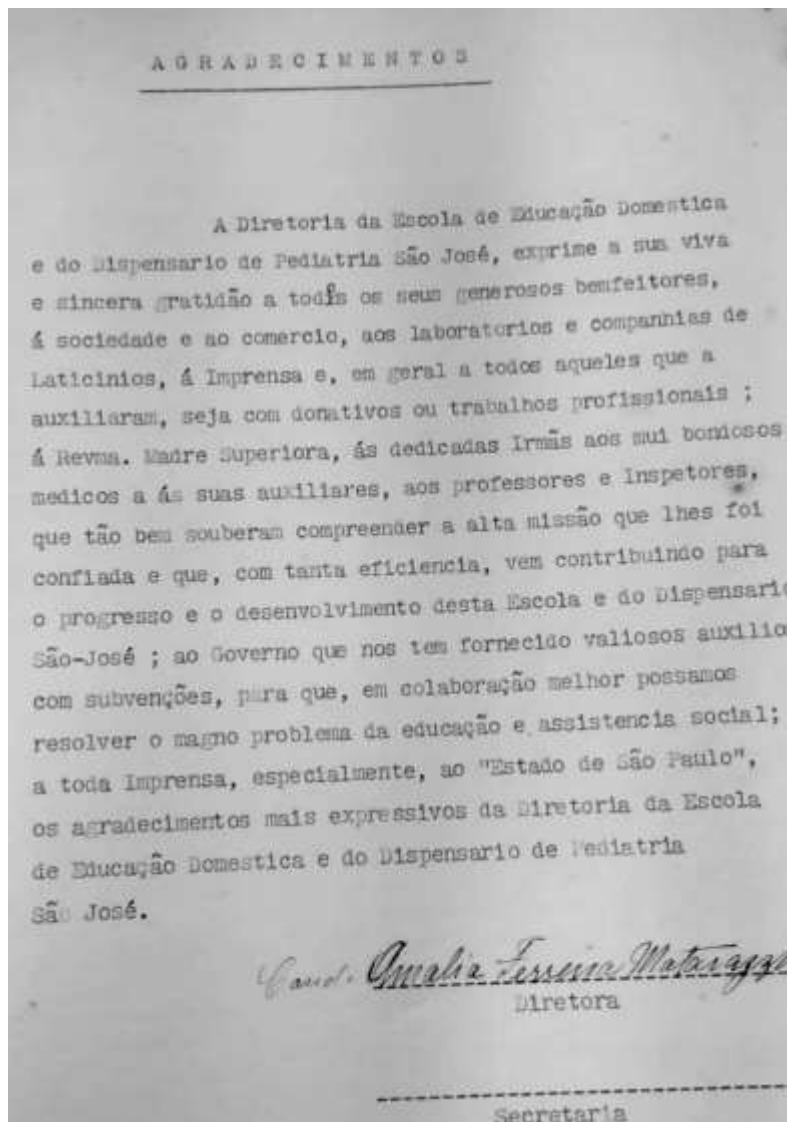 AGRADECIMENTOS
A Diretoria da Escola de Educação Domestica
e do Dispensario de Pediatria São José, exprime a sua viva
e sincera gratidão a todos os seus generosos bemfeitores,
á sociedade e ao comercio, aos laboratorios e companhias de
Laticinios, á Imprensa e, em geral a todos aqueles que a
auxiliaram, seja com donativos ou trabalhos profissionais ;
á Revma. Madre Superiora, ás dedicadas Irmãs aos mui bondosos
medicos a ás suas auxiliares, aos professores e Inspetores,
que tão bem souberam compreender a alta missão que lhes foi
confiada e que, com tanta eficiencia, vem contribuindo para
o progresso e o desenvolvimento desta Escola e do Dispensario
São-José ; ao Governo que nos tem fornecido valiosos auxilio
com subvenções, para que, em colaboração melhor possamos
resolver o magno problema da educação e assistencia social;
a toda Imprensa, especialmente, ao "Estado de São Paulo",
os agradecimentos mais expressivos da Diretoria da Escola
de Educação Domestica e do Dispensario de Pediatria
São José.
Amalia Ferreira Matarazzo
Diretora
Secretaria